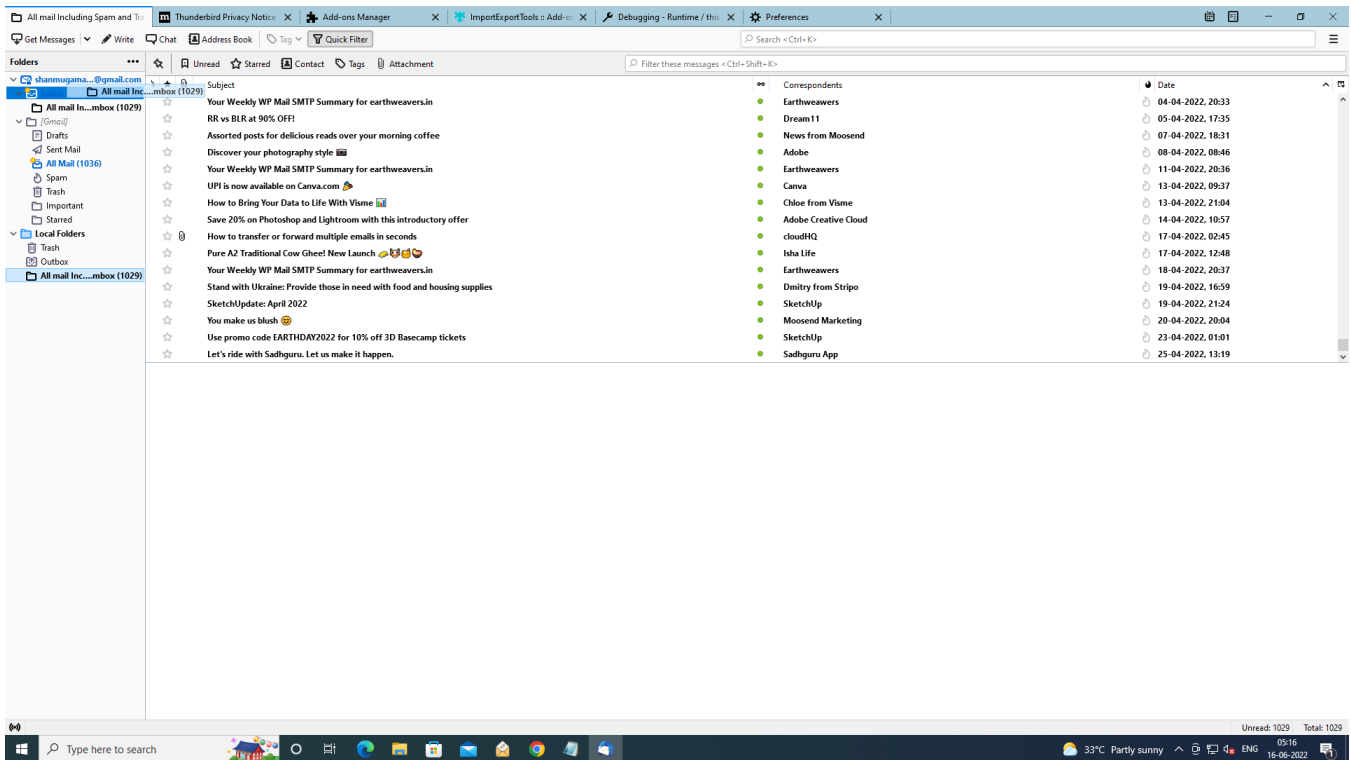 All mail Including Spam and Tra
Thunderbird Privacy Notice
Add-ons Manager
ImportExportTools :: Add-or
Debugging - Runtime / this
Preferences
Get Messages Write Chat Address Book Tag Quick Filter
Search <Ctrl+K>
Folders
Unread Starred Contact Tags Attachment
Filter these messages <Ctrl+Shift+K>
shanmugama...@gmail.com
All mail Inc....mbox (1029)
All mail In...mbox (1029)
[Gmail]
Drafts
Sent Mail
All Mail (1036)
Spam
Trash
Important
Starred
Local Folders
Trash
Outbox
All mail Inc....mbox (1029)
Subject Correspondents Date
Your Weekly WP Mail SMTP Summary for earthweavers.in Earthweawers 04-04-2022, 20:33
RR vs BLR at 90% OFF! Dream11 05-04-2022, 17:35
Assorted posts for delicious reads over your morning coffee News from Moosend 07-04-2022, 18:31
Discover your photography style 📷 Adobe 08-04-2022, 08:46
Your Weekly WP Mail SMTP Summary for earthweavers.in Earthweawers 11-04-2022, 20:36
UPI is now available on Canva.com 🎉 Canva 13-04-2022, 09:37
How to Bring Your Data to Life With Visme 📊 Chloe from Visme 13-04-2022, 21:04
Save 20% on Photoshop and Lightroom with this introductory offer Adobe Creative Cloud 14-04-2022, 10:57
How to transfer or forward multiple emails in seconds cloudHQ 17-04-2022, 02:45
Pure A2 Traditional Cow Ghee! New Launch Isha Life 17-04-2022, 12:48
Your Weekly WP Mail SMTP Summary for earthweavers.in Earthweawers 18-04-2022, 20:37
Stand with Ukraine: Provide those in need with food and housing supplies Dmitry from Stripo 19-04-2022, 16:59
SketchUpdate: April 2022 SketchUp 19-04-2022, 21:24
You make us blush 😊 Moosend Marketing 20-04-2022, 20:04
Use promo code EARTHDAY2022 for 10% off 3D Basecamp tickets SketchUp 23-04-2022, 01:01
Let's ride with Sadhguru. Let us make it happen. Sadhguru App 25-04-2022, 13:19
Unread: 1029 Total: 1029
Type here to search
33°C Partly sunny ENG
05:16
16-06-2022